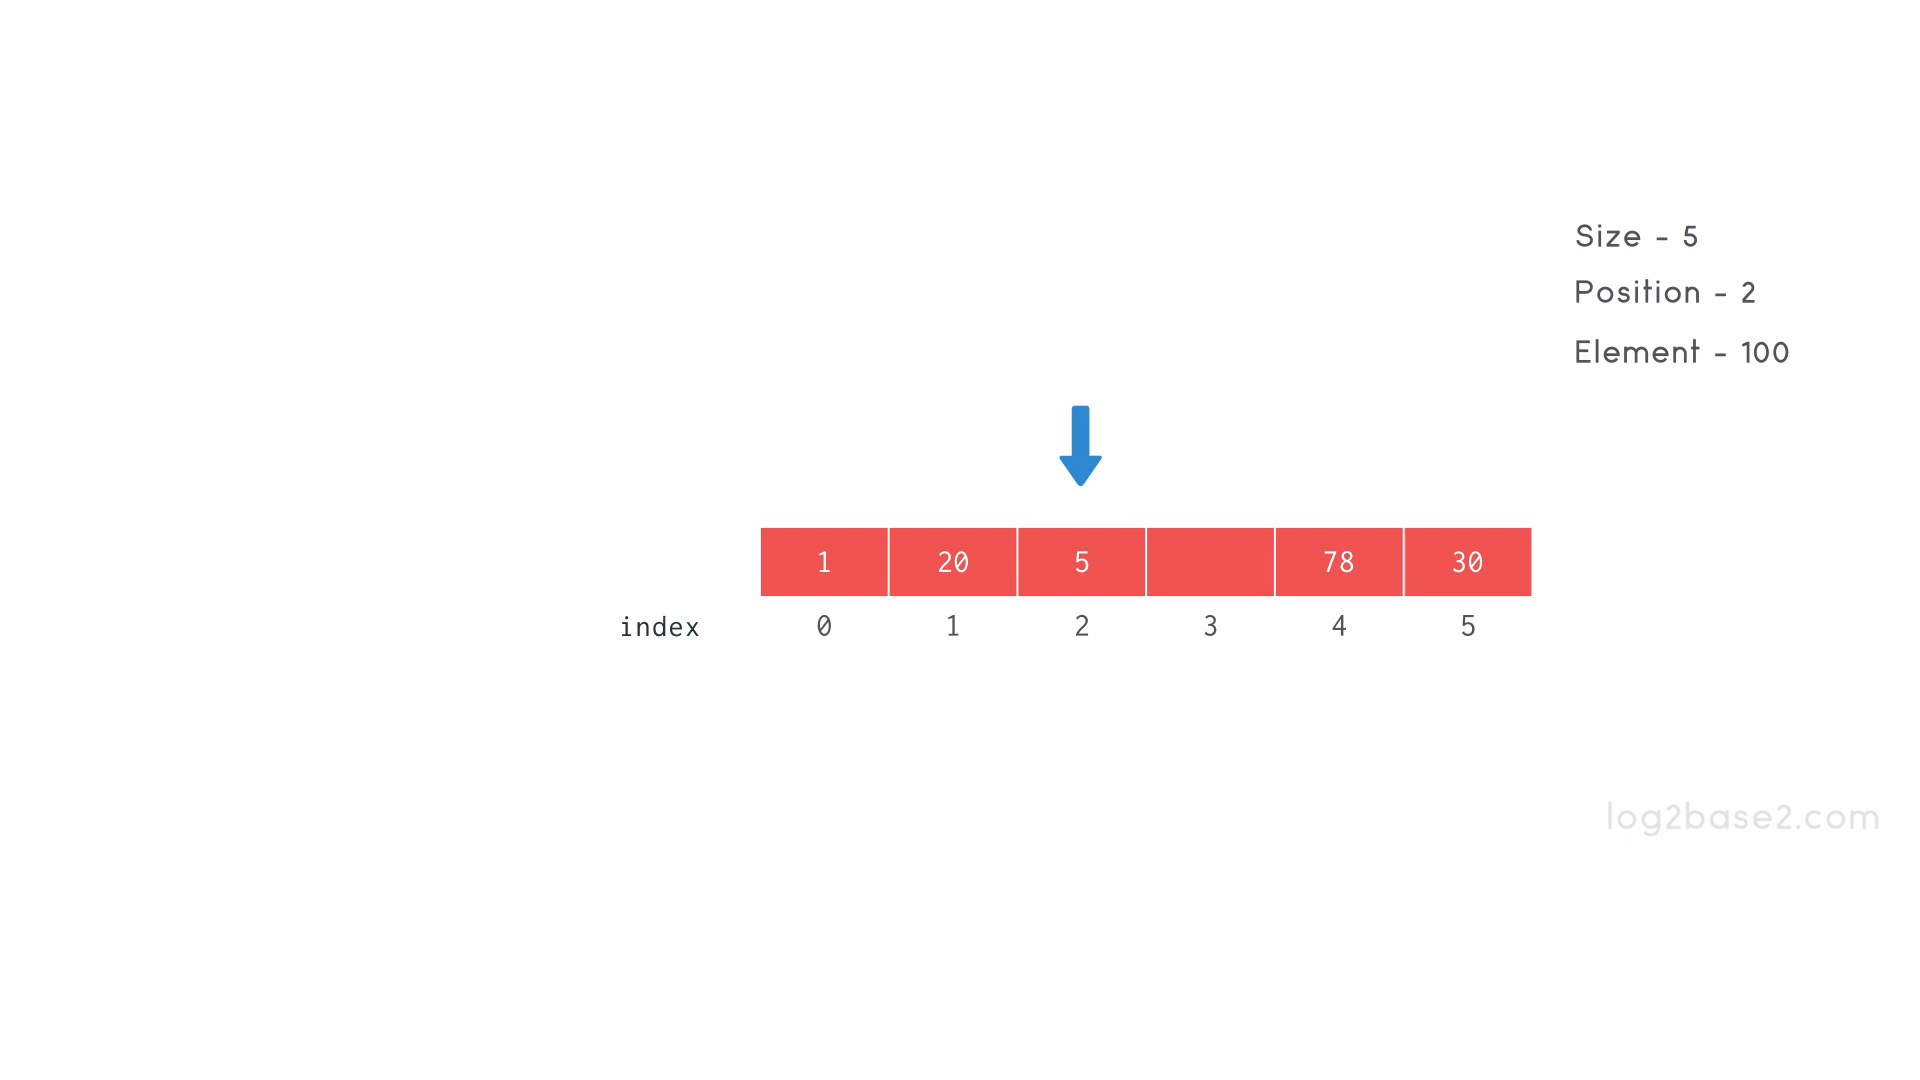 Size - 5
Position - 2
Element - 100
1 20 5 78 30
index 0 1 2 3 4 5
log2base2.com